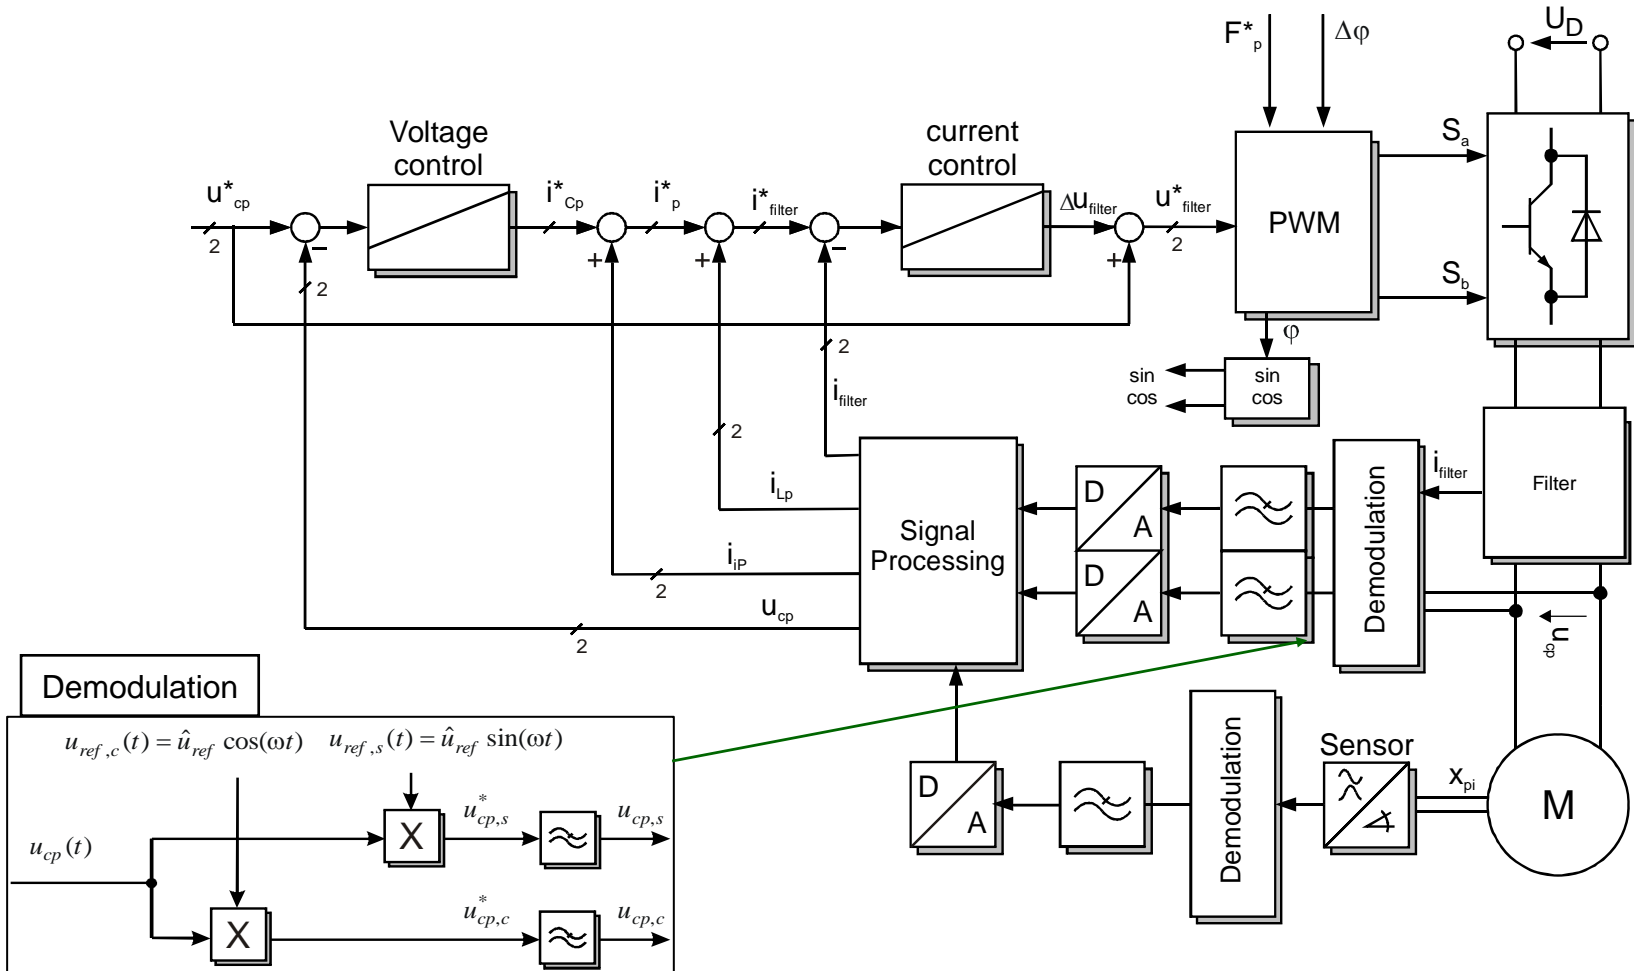 F*p
Δφ
UD
Voltage
control
current
control
u*cp
2
−
2
i*Cp
+
i*p
+
i*filter
−
2
Δufilter
+
u*filter
2
PWM
Sa
Sb
φ
sin
cos
sin
cos
ifilter
2
iLp
2
iiP
ucp
2
Signal
Processing
D
A
D
A
Demodulation
ifilter
Filter
ucp
D
A
Demodulation
Sensor
xpi
M
Demodulation
uref,c(t) = ûref cos(ωt) uref,s(t) = ûref sin(ωt)
ucp(t)
X
u*cp,s
ucp,s
X
u*cp,c
ucp,c